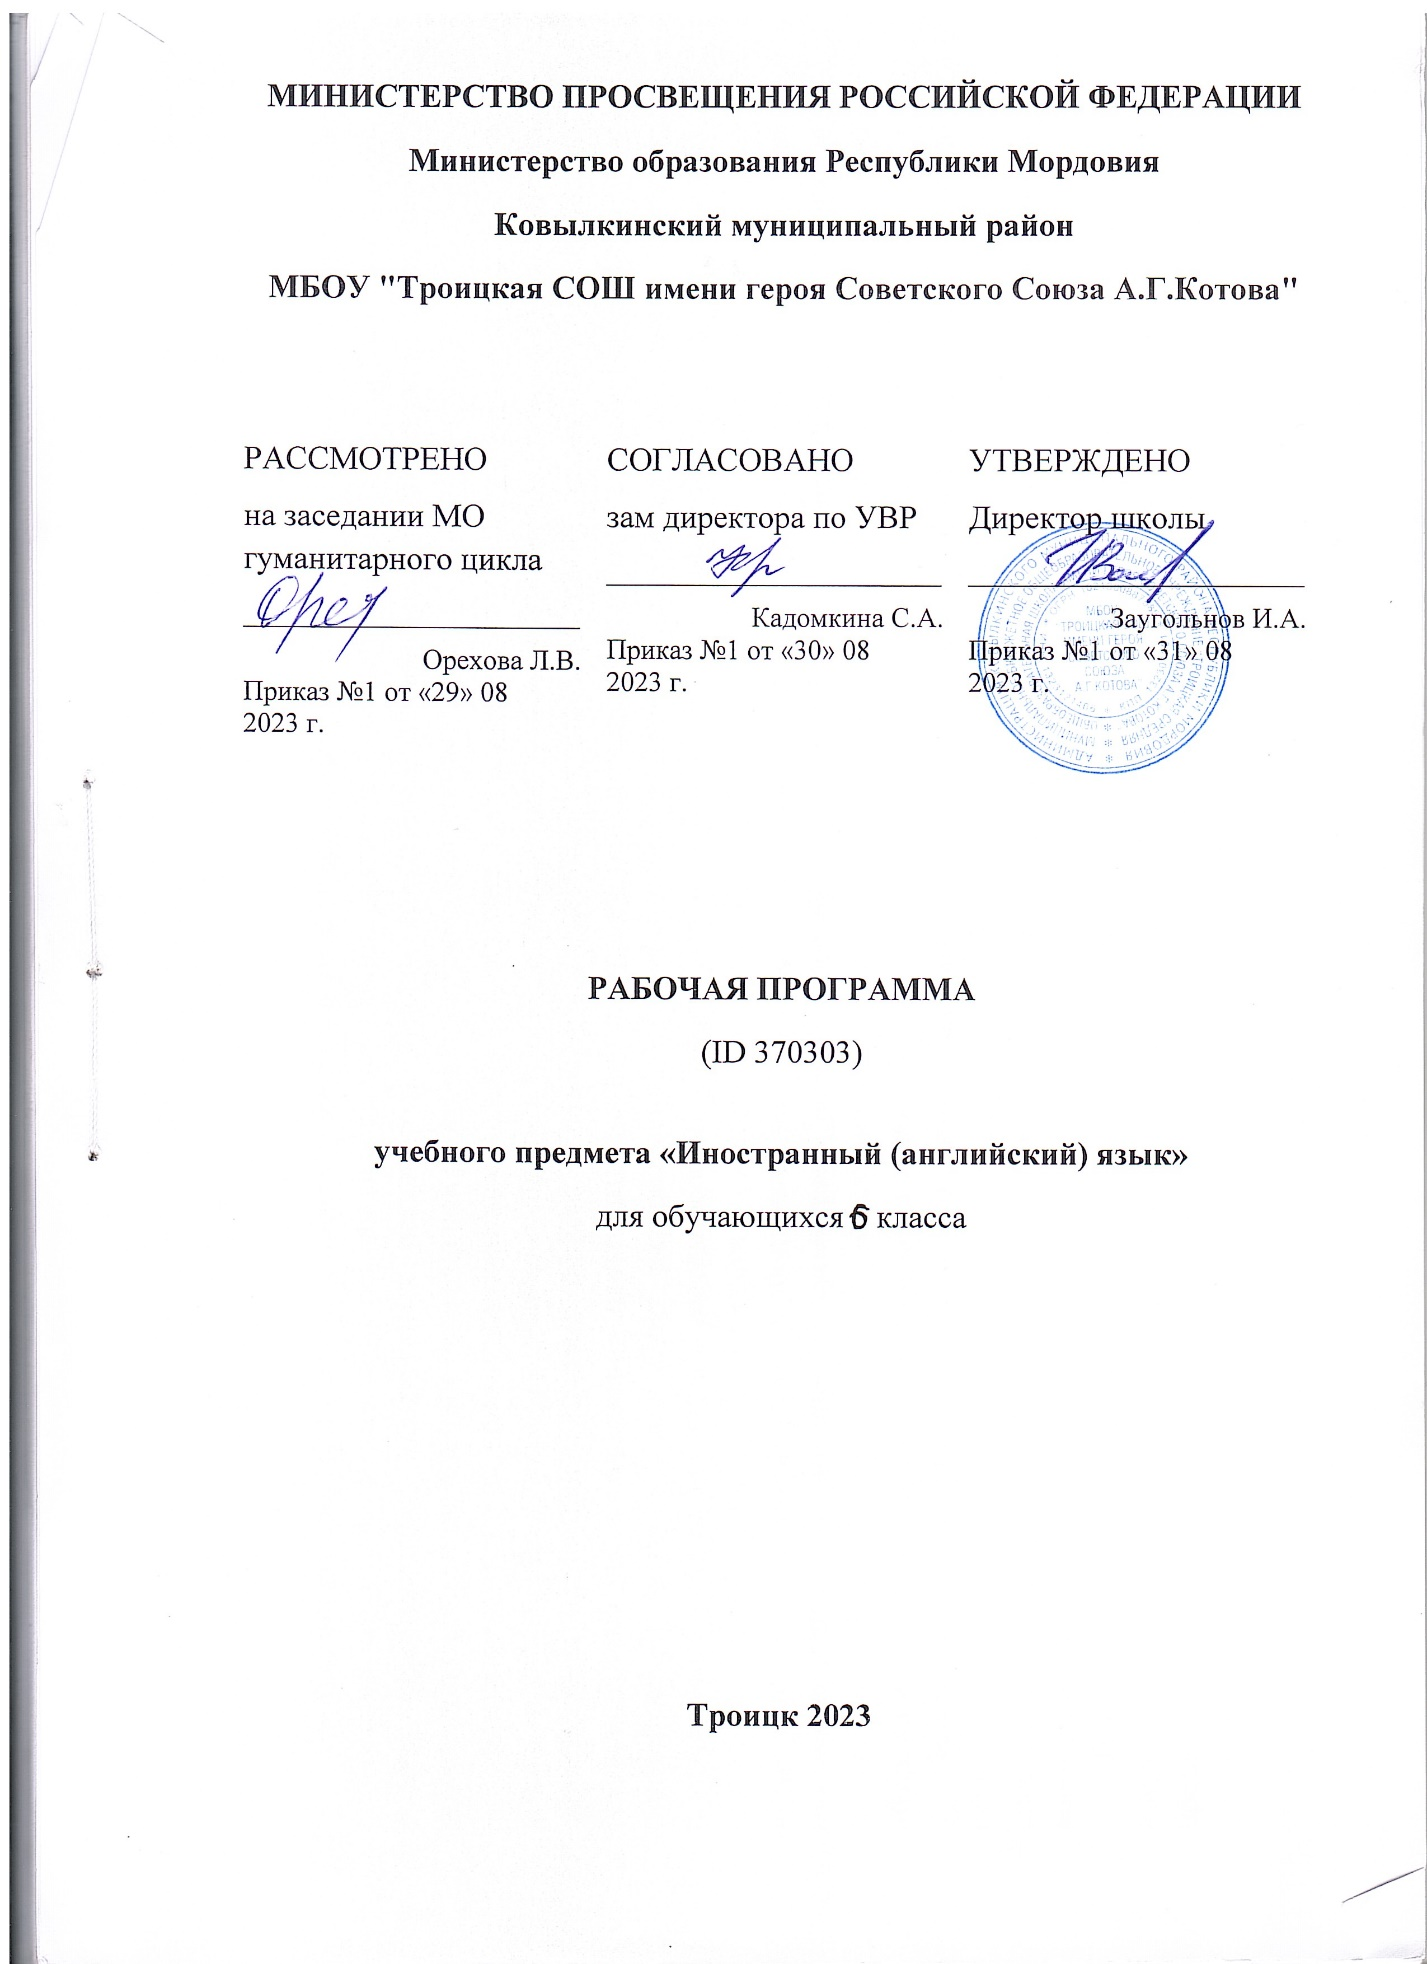 МИНИСТЕРСТВО ПРОСВЕЩЕНИЯ РОССИЙСКОЙ ФЕДЕРАЦИИ
Министерство образования Республики Мордовия
Ковылкинский муниципальный район
МБОУ "Троицкая СОШ имени героя Советского Союза А.Г.Котова"
РАССМОТРЕНО
на заседании МО
гуманитарного цикла
Орехова Л.В.
Приказ №1 от «29» 08
2023 г.
СОГЛАСОВАНО
зам директора по УВР
Кадомкина С.А.
Приказ №1 от «30» 08
2023 г.
УТВЕРЖДЕНО
Директор школы
Заугольнов И.А.
Приказ №1 от «31» 08
2023 г.
СОЮЗА
А.Г.КОТОВА
РАБОЧАЯ ПРОГРАММА
(ID 370303)
учебного предмета «Иностранный (английский) язык»
для обучающихся 6 класса
Троицк 2023